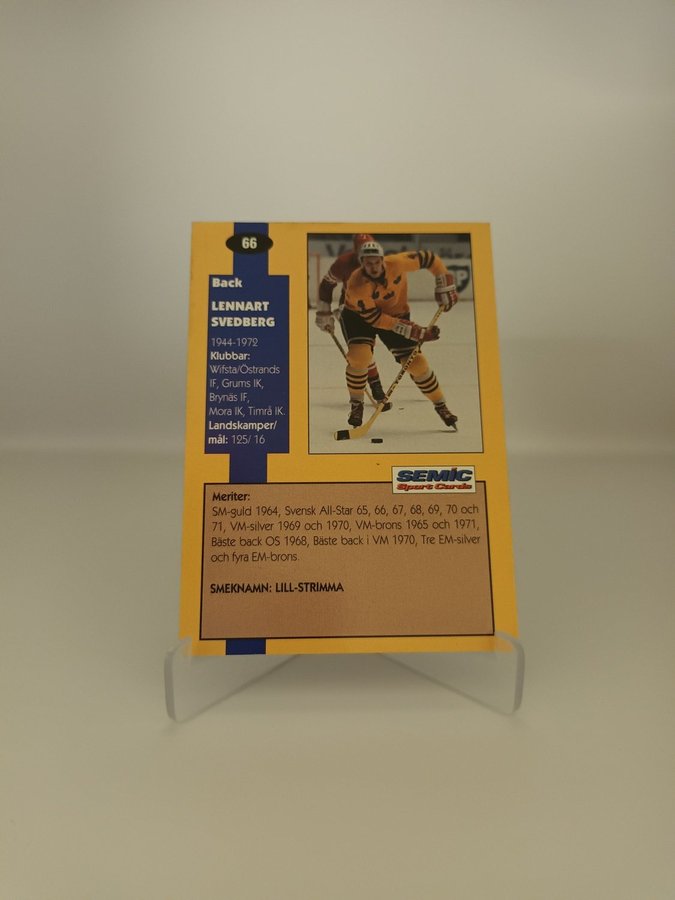 66
Back
LENNART
SVEDBERG
1944-1972
Klubbar:
Wifsta/Östrands
IF, Grums IK,
Brynäs IF,
Mora IK, Timrå IK.
Landskamper/
mål: 125/ 16
SEMIC
Sport Cards
Meriter:
SM-guld 1964, Svensk All-Star 65, 66, 67, 68, 69, 70 och
71, VM-silver 1969 och 1970, VM-brons 1965 och 1971,
Bäste back OS 1968, Bäste back i VM 1970, Tre EM-silver
och fyra EM-brons.
SMEKNAMN: LILL-STRIMMA